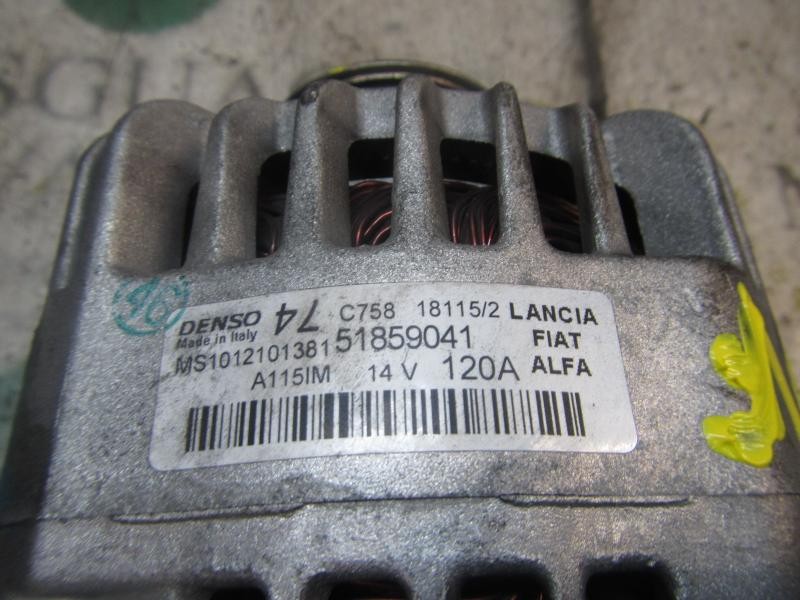 DENSO 74 C758 18115/2 LANCIA
Made in Italy FIAT
MS1012101381 51859041 ALFA
A115IM 14 V 120A